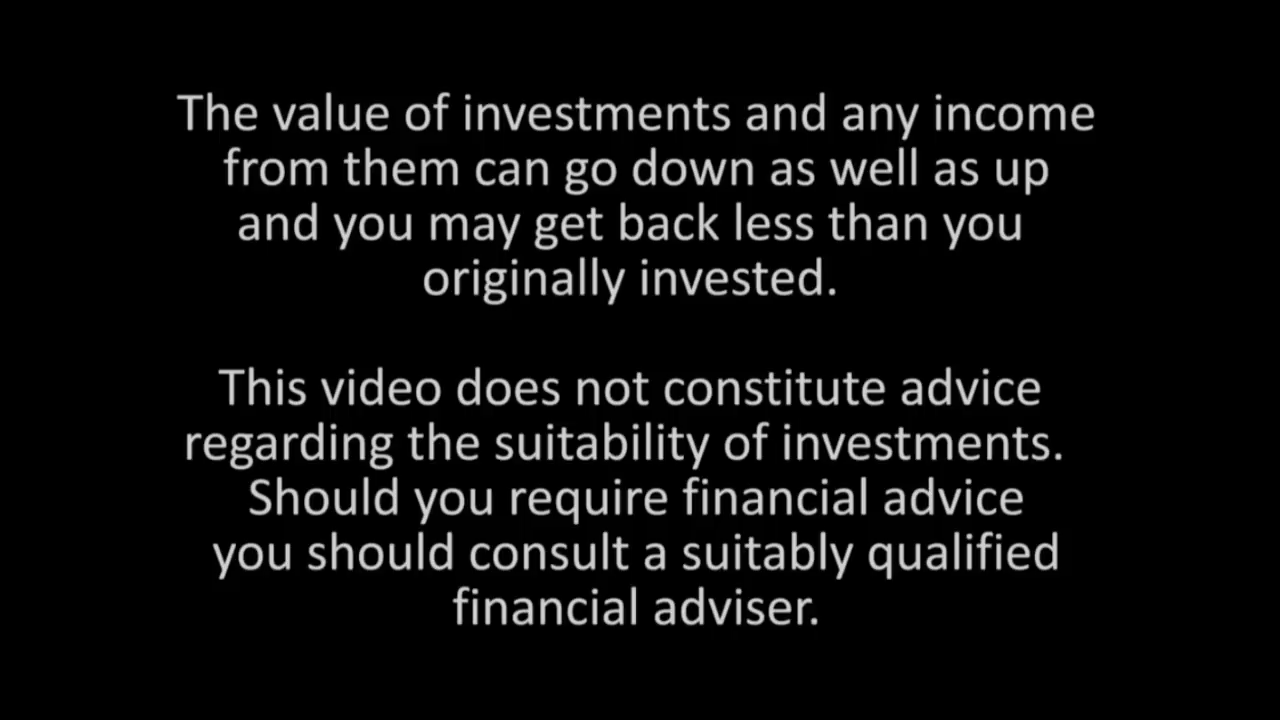 The value of investments and any income
from them can go down as well as up
and you may get back less than you
originally invested.
This video does not constitute advice
regarding the suitability of investments.
Should you require financial advice
you should consult a suitably qualified
financial adviser.